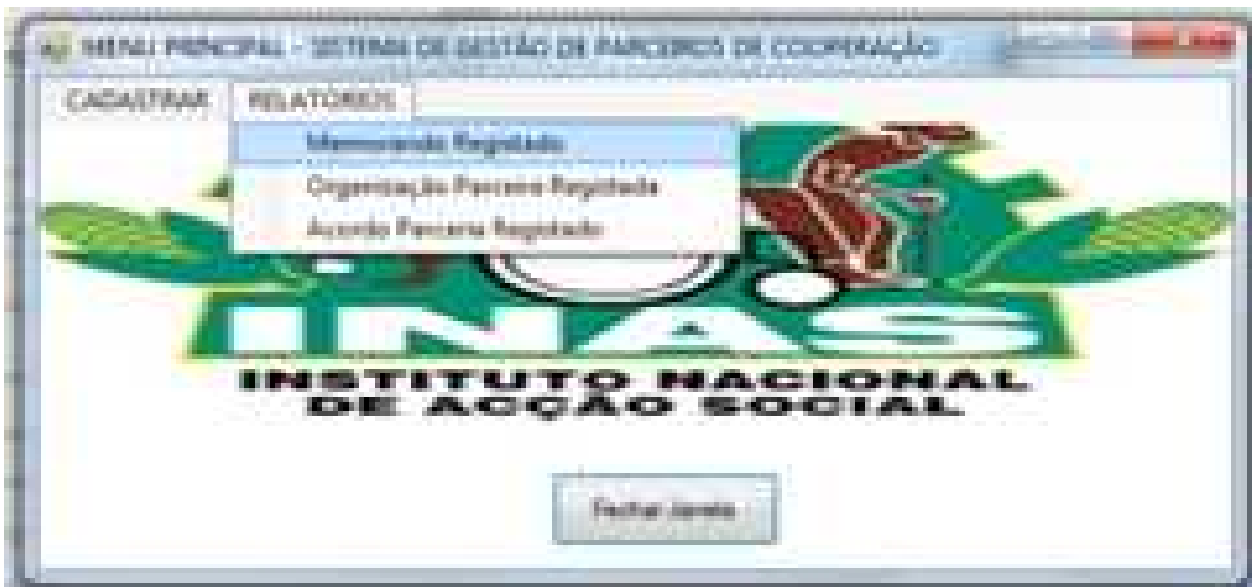 MENU PRINCIPAL - SISTEMA DE GESTÃO DE PARCEIROS DE COOPERAÇÃO
CADASTRAR RELATÓRIOS
Memorando Registado
Organização Parceira Registada
Acordo Parceria Registado
INAS
INSTITUTO NACIONAL
DE ACÇÃO SOCIAL
Fechar Janela